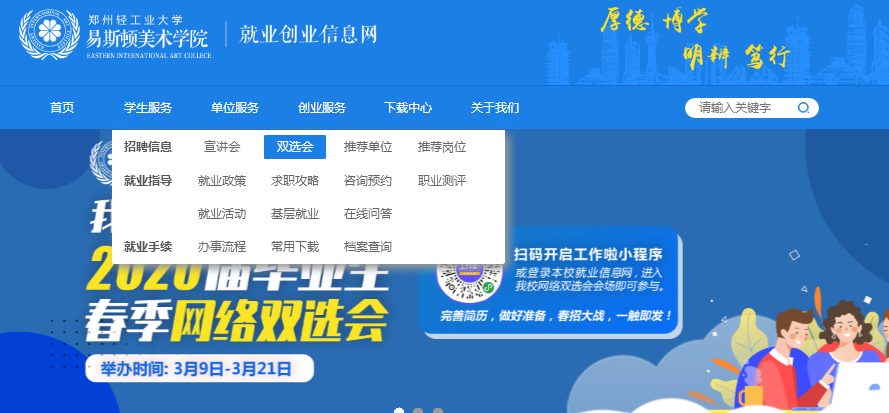 郑州轻工业大学
易斯顿美术学院
EASTERN INTERNATIONAL ART COLLEGE
就业创业信息网
厚德 博学
明辨 笃行
首页 学生服务 单位服务 创业服务 下载中心 关于我们
请输入关键字
招聘信息 宣讲会 双选会 推荐单位 推荐岗位
就业指导 就业政策 求职攻略 咨询预约 职业测评
就业活动 基层就业 在线问答
就业手续 办事流程 常用下载 档案查询
我
2020届毕业生
春季网络双选会
举办时间: 3月9日-3月21日
扫码开启工作啦小程序
或登录本校就业信息网 , 进入
我校网络双选会会场即可参与。
完善简历，做好准备，春招大战，一触即发！